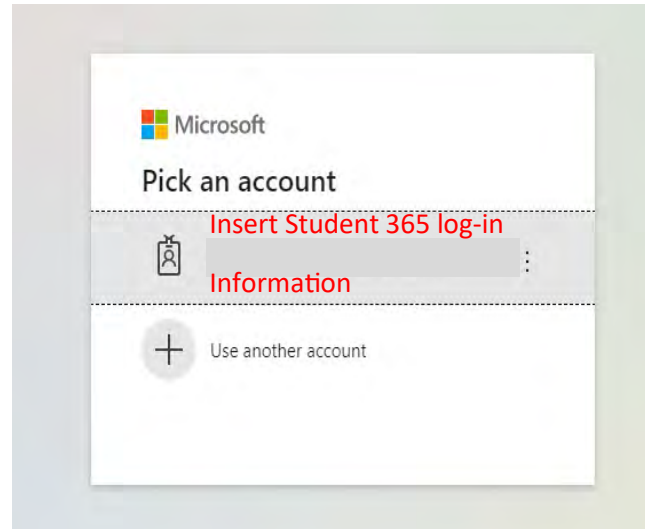 Microsoft
Pick an account
Insert Student 365 log-in
Information
Use another account